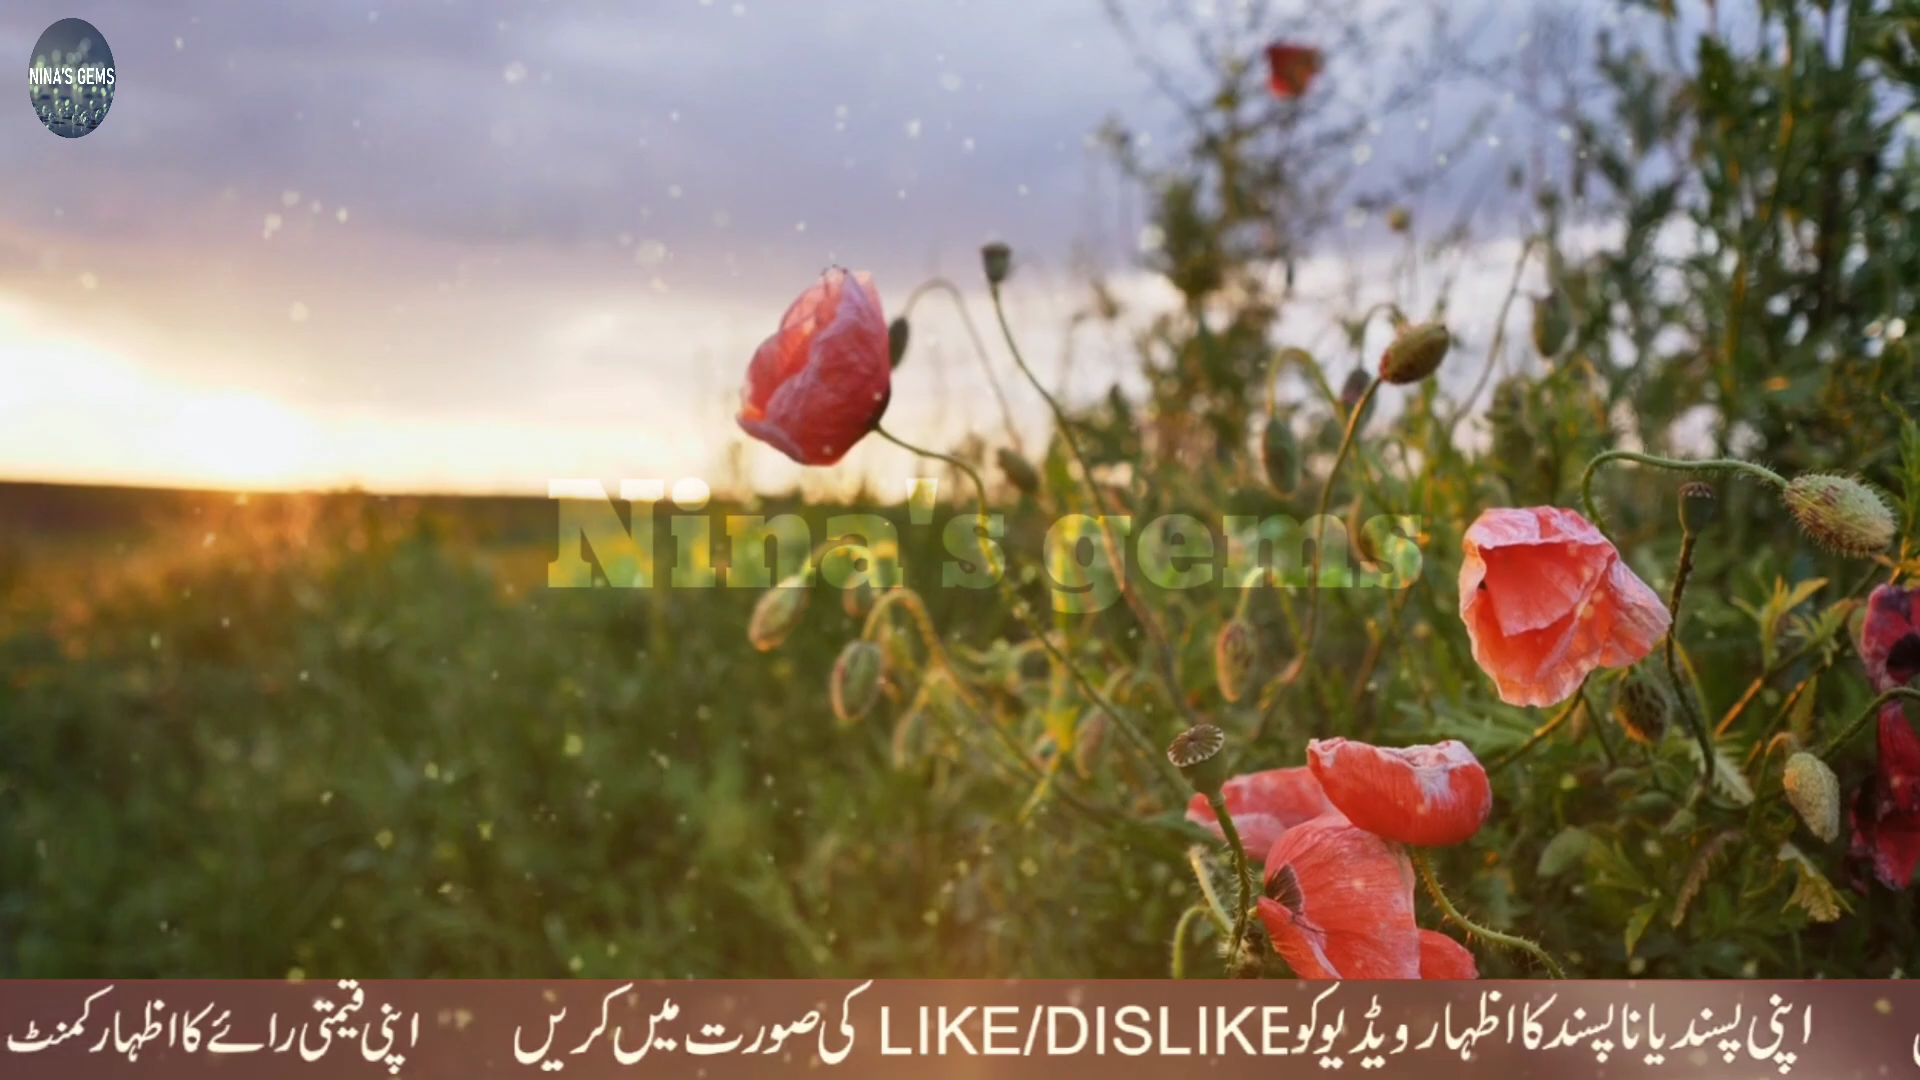 NINA'S GEMS
Nina's gems
اپنی پسند یا ناپسند کا اظہار ویڈیو کو LIKE/DISLIKE کی صورت میں کریں اپنی قیمتی رائے کا اظہار کمنٹ